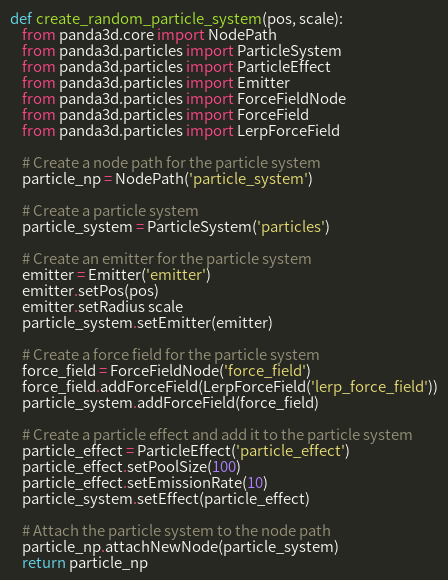 def create_random_particle_system(pos, scale):
from panda3d.core import NodePath
from panda3d.particles import ParticleSystem
from panda3d.particles import ParticleEffect
from panda3d.particles import Emitter
from panda3d.particles import ForceFieldNode
from panda3d.particles import ForceField
from panda3d.particles import LerpForceField
# Create a node path for the particle system
particle_np = NodePath('particle_system')
# Create a particle system
particle_system = ParticleSystem('particles')
# Create an emitter for the particle system
emitter = Emitter('emitter')
emitter.setPos(pos)
emitter.setRadius scale
particle_system.setEmitter(emitter)
# Create a force field for the particle system
force_field = ForceFieldNode('force_field')
force_field.addForceField(LerpForceField('lerp_force_field'))
particle_system.addForceField(force_field)
# Create a particle effect and add it to the particle system
particle_effect = ParticleEffect('particle_effect')
particle_effect.setPoolSize(100)
particle_effect.setEmissionRate(10)
particle_system.setEffect(particle_effect)
# Attach the particle system to the node path
particle_np.attachNewNode(particle_system)
return particle_np